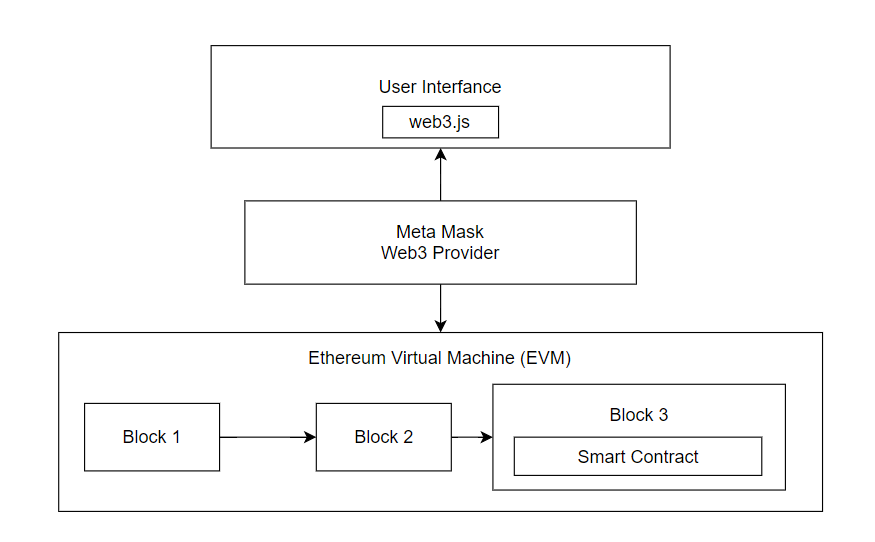 User Interfance
web3.js
Meta Mask
Web3 Provider
Ethereum Virtual Machine (EVM)
Block 1
Block 2
Block 3
Smart Contract